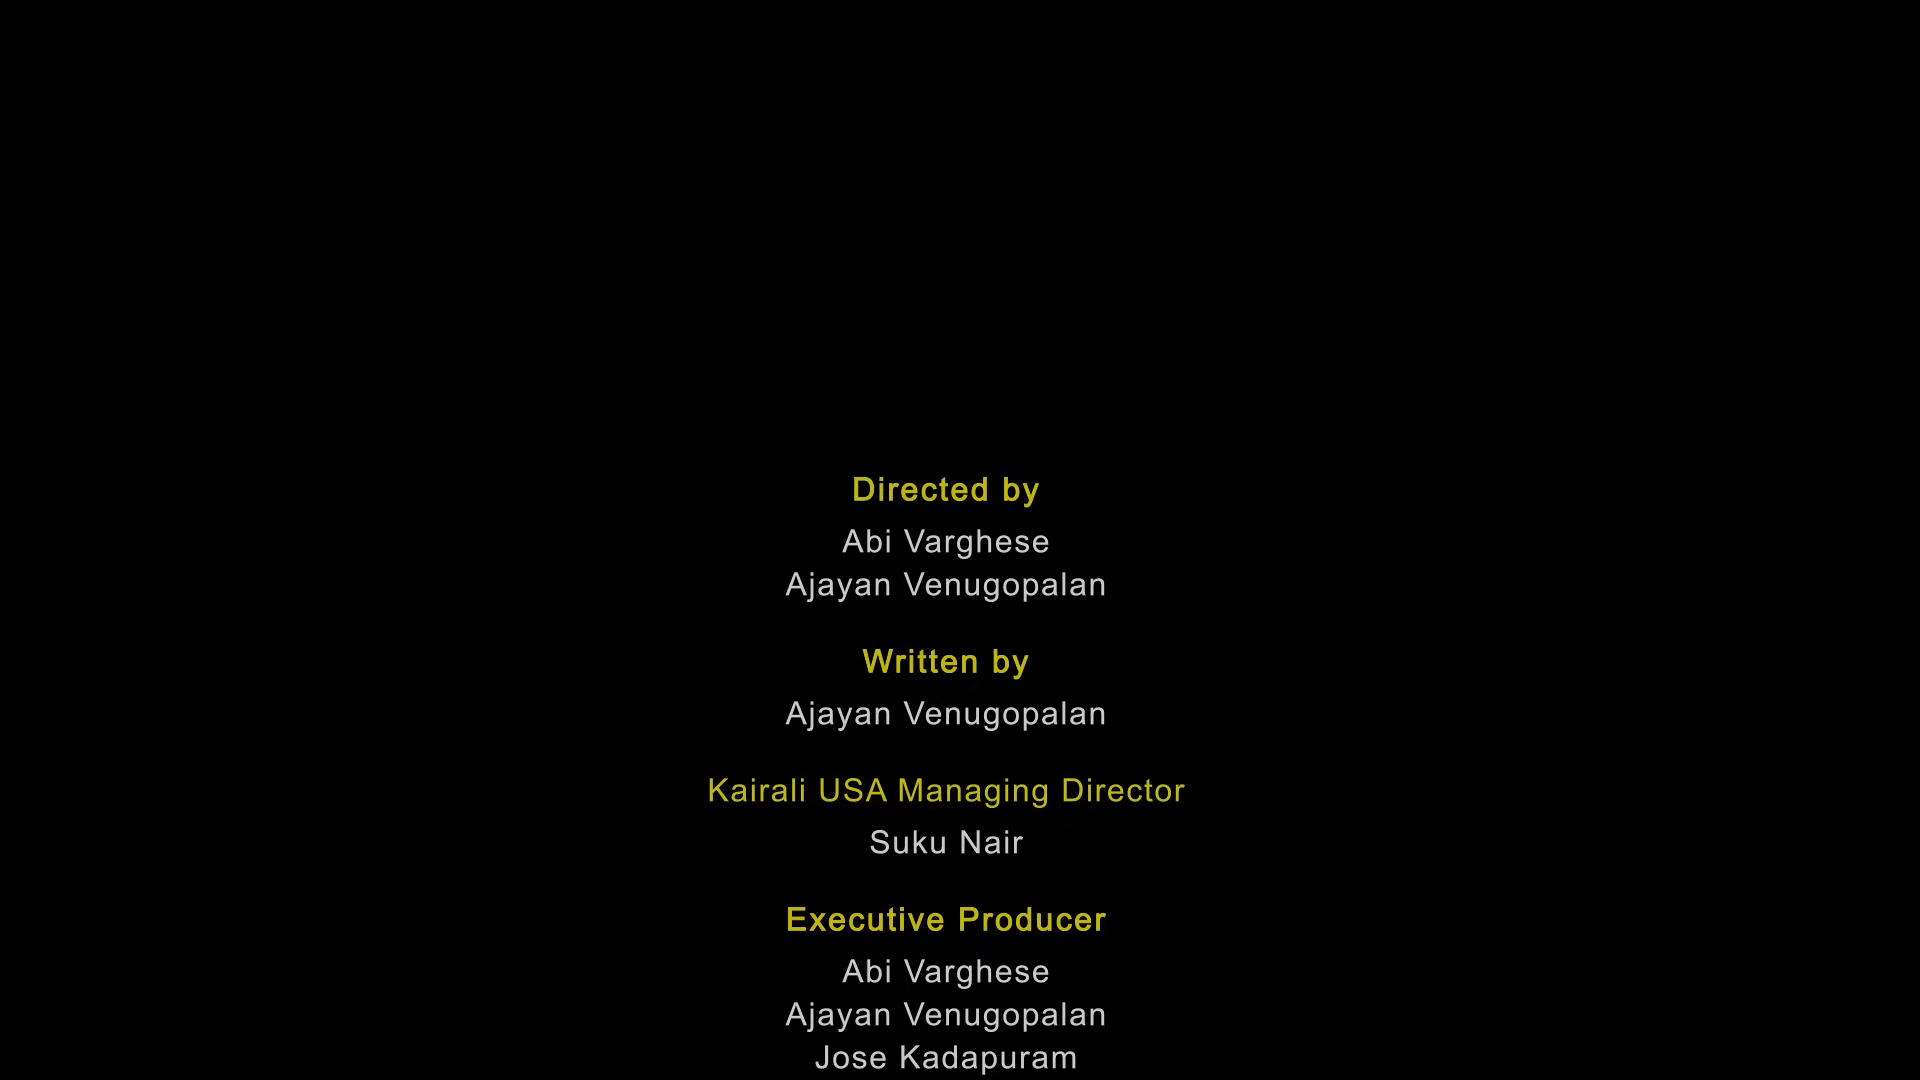 Directed by
Abi Varghese
Ajayan Venugopalan
Written by
Ajayan Venugopalan
Kairali USA Managing Director
Suku Nair
Executive Producer
Abi Varghese
Ajayan Venugopalan
Jose Kadapuram